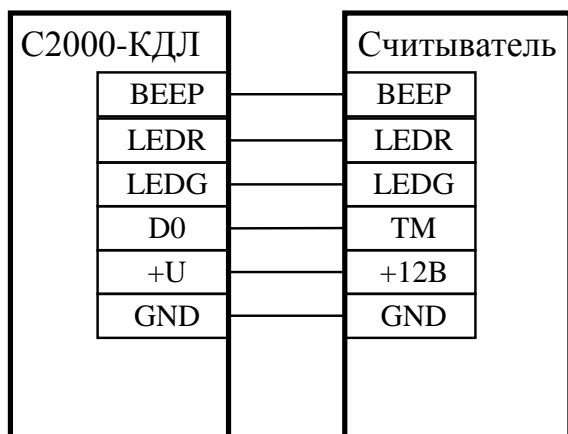 С2000-КДЛ Считыватель
BEEP BEEP
LEDR LEDR
LEDG LEDG
D0 TM
+U +12В
GND GND